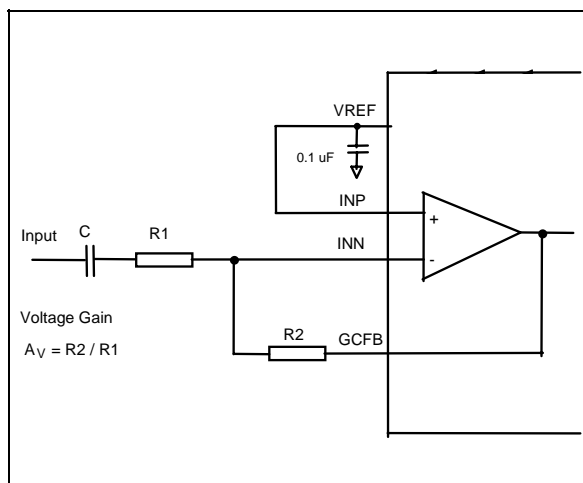 VREF
0.1 uF
INP
+
Input
C
R1
INN
-
Voltage Gain
R2
GCFB
AV = R2 / R1